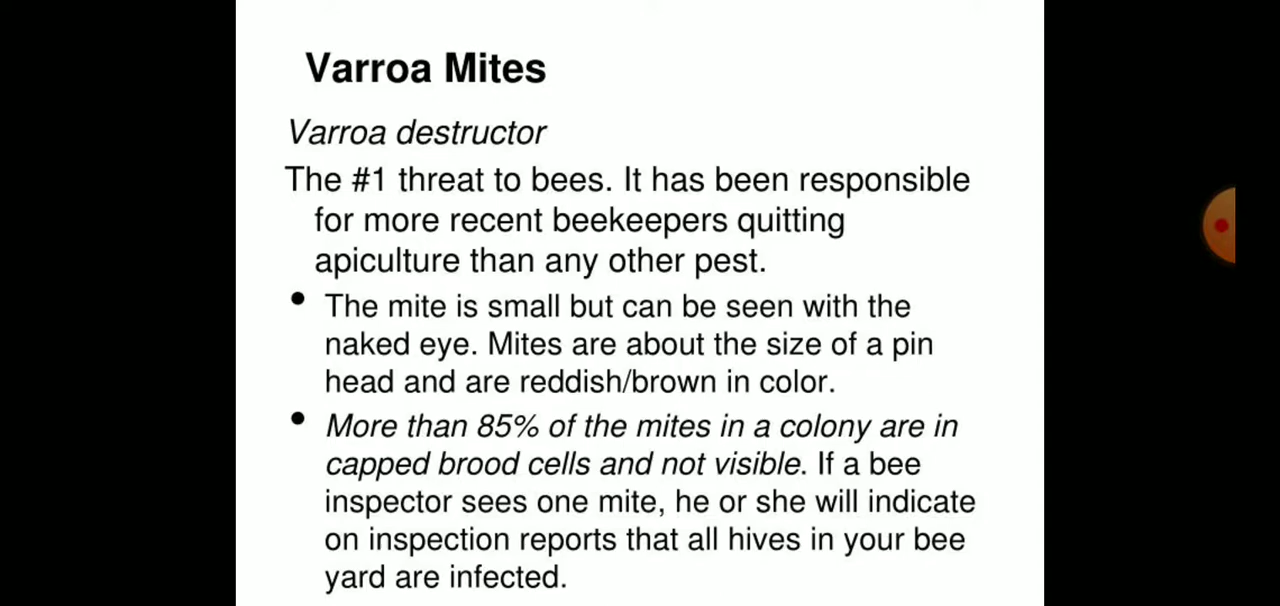 Varroa Mites
Varroa destructor
The #1 threat to bees. It has been responsible
for more recent beekeepers quitting
apiculture than any other pest.
• The mite is small but can be seen with the
naked eye. Mites are about the size of a pin
head and are reddish/brown in color.
• More than 85% of the mites in a colony are in
capped brood cells and not visible. If a bee
inspector sees one mite, he or she will indicate
on inspection reports that all hives in your bee
yard are infected.